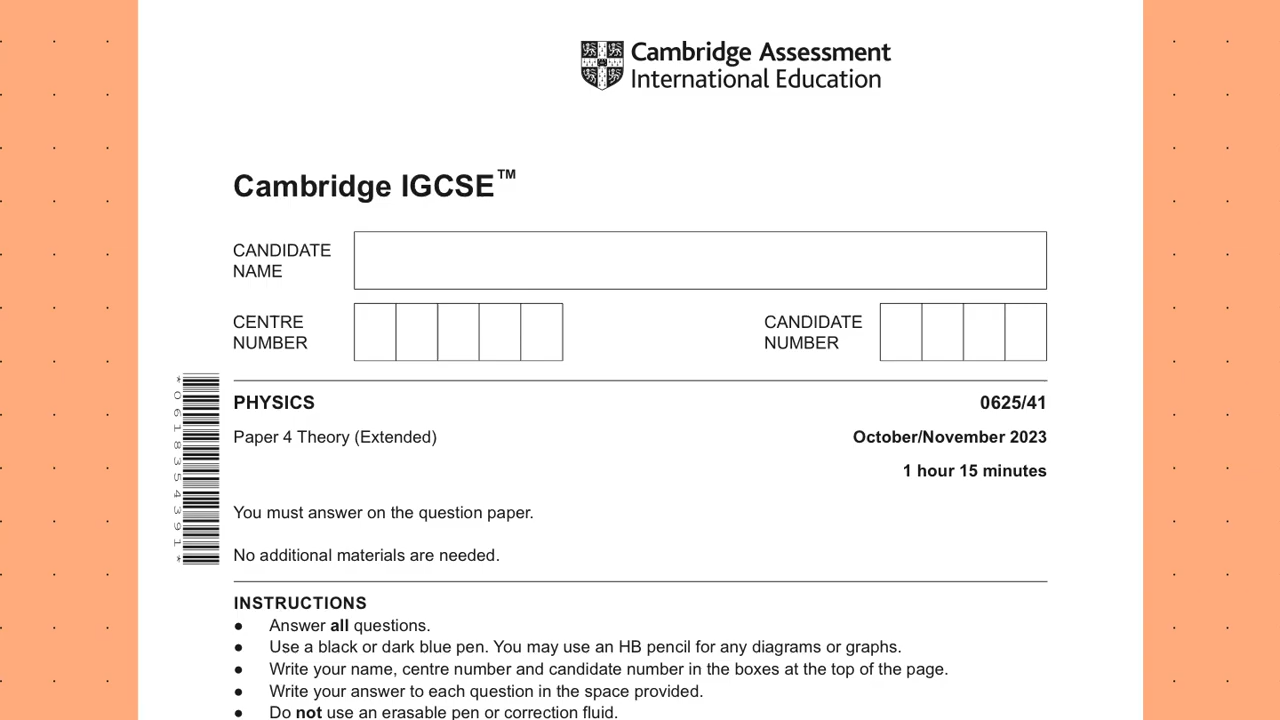 Cambridge Assessment
International Education
Cambridge IGCSE™
CANDIDATE
NAME
CENTRE
NUMBER
CANDIDATE
NUMBER
*0618354391*
PHYSICS 0625/41
Paper 4 Theory (Extended) October/November 2023
1 hour 15 minutes
You must answer on the question paper.
No additional materials are needed.
INSTRUCTIONS
● Answer all questions.
● Use a black or dark blue pen. You may use an HB pencil for any diagrams or graphs.
● Write your name, centre number and candidate number in the boxes at the top of the page.
● Write your answer to each question in the space provided.
● Do not use an erasable pen or correction fluid.